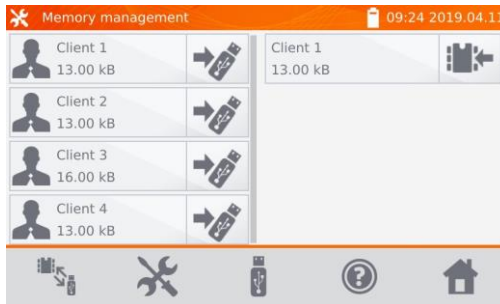 Memory management
09:24 2019.04.11
Client 1
13.00 kB
Client 2
13.00 kB
Client 3
16.00 kB
Client 4
13.00 kB
Client 1
13.00 kB